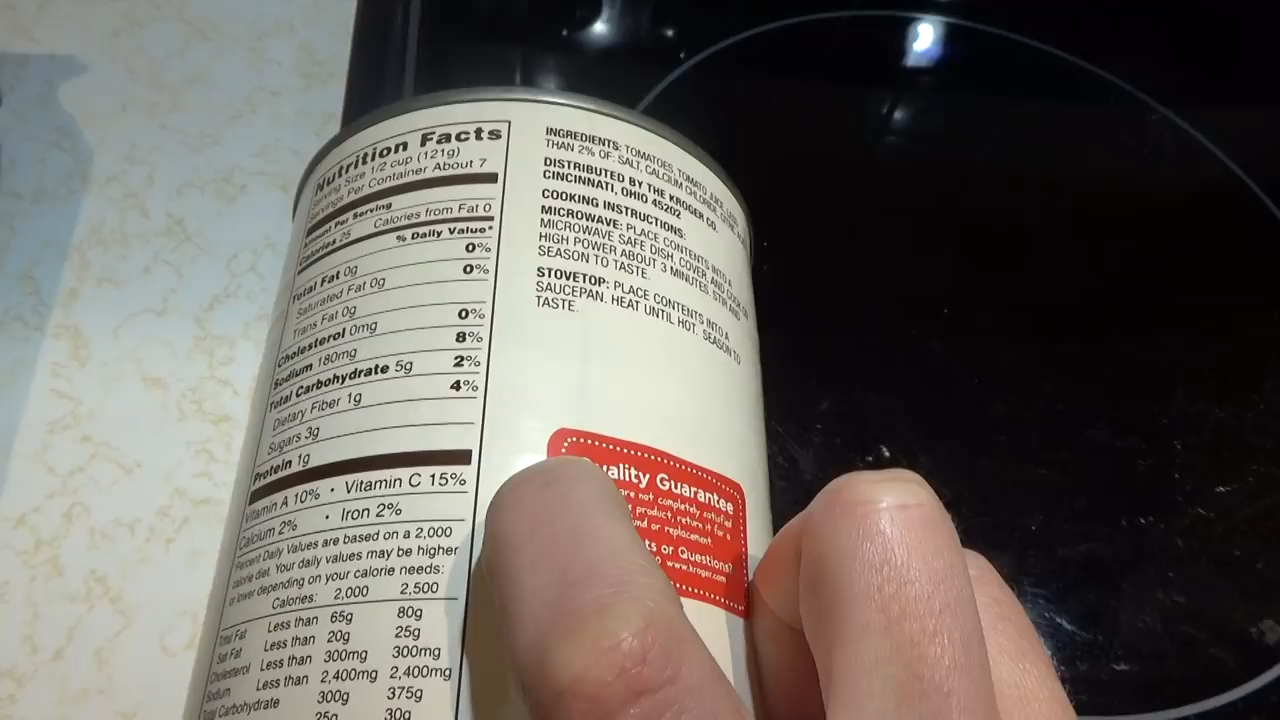 Nutrition Facts
Serving Size 1/2 cup (121g)
Servings Per Container About 7
Amount Per Serving
Calories 25 Calories from Fat 0
% Daily Value*
Total Fat 0g 0%
Saturated Fat 0g 0%
Trans Fat 0g
Cholesterol 0mg 0%
Sodium 180mg 8%
Total Carbohydrate 5g 2%
Dietary Fiber 1g 4%
Sugars 3g
Protein 1g
Vitamin A 10% • Vitamin C 15%
Calcium 2% • Iron 2%
*Percent Daily Values are based on a 2,000
calorie diet. Your daily values may be higher
or lower depending on your calorie needs:
Calories: 2,000 2,500
Total Fat Less than 65g 80g
Sat Fat Less than 20g 25g
Cholesterol Less than 300mg 300mg
Sodium Less than 2,400mg 2,400mg
Total Carbohydrate 300g 375g
25g 30g
INGREDIENTS: TOMATOES, TOMATO JUICE, LESS
THAN 2% OF: SALT, CALCIUM CHLORIDE,
DISTRIBUTED BY THE KROGER CO.
CINCINNATI, OHIO 45202
COOKING INSTRUCTIONS:
MICROWAVE: PLACE CONTENTS INTO A
MICROWAVE SAFE DISH, COVER, AND COOK ON
HIGH POWER ABOUT 3 MINUTES. STIR AND
SEASON TO TASTE.
STOVETOP: PLACE CONTENTS INTO A
SAUCEPAN. HEAT UNTIL HOT. SEASON TO
TASTE.
uality Guarantee
are not completely satisfied
product, return it for a
und or replacement.
ts or Questions?
www.kroger.com